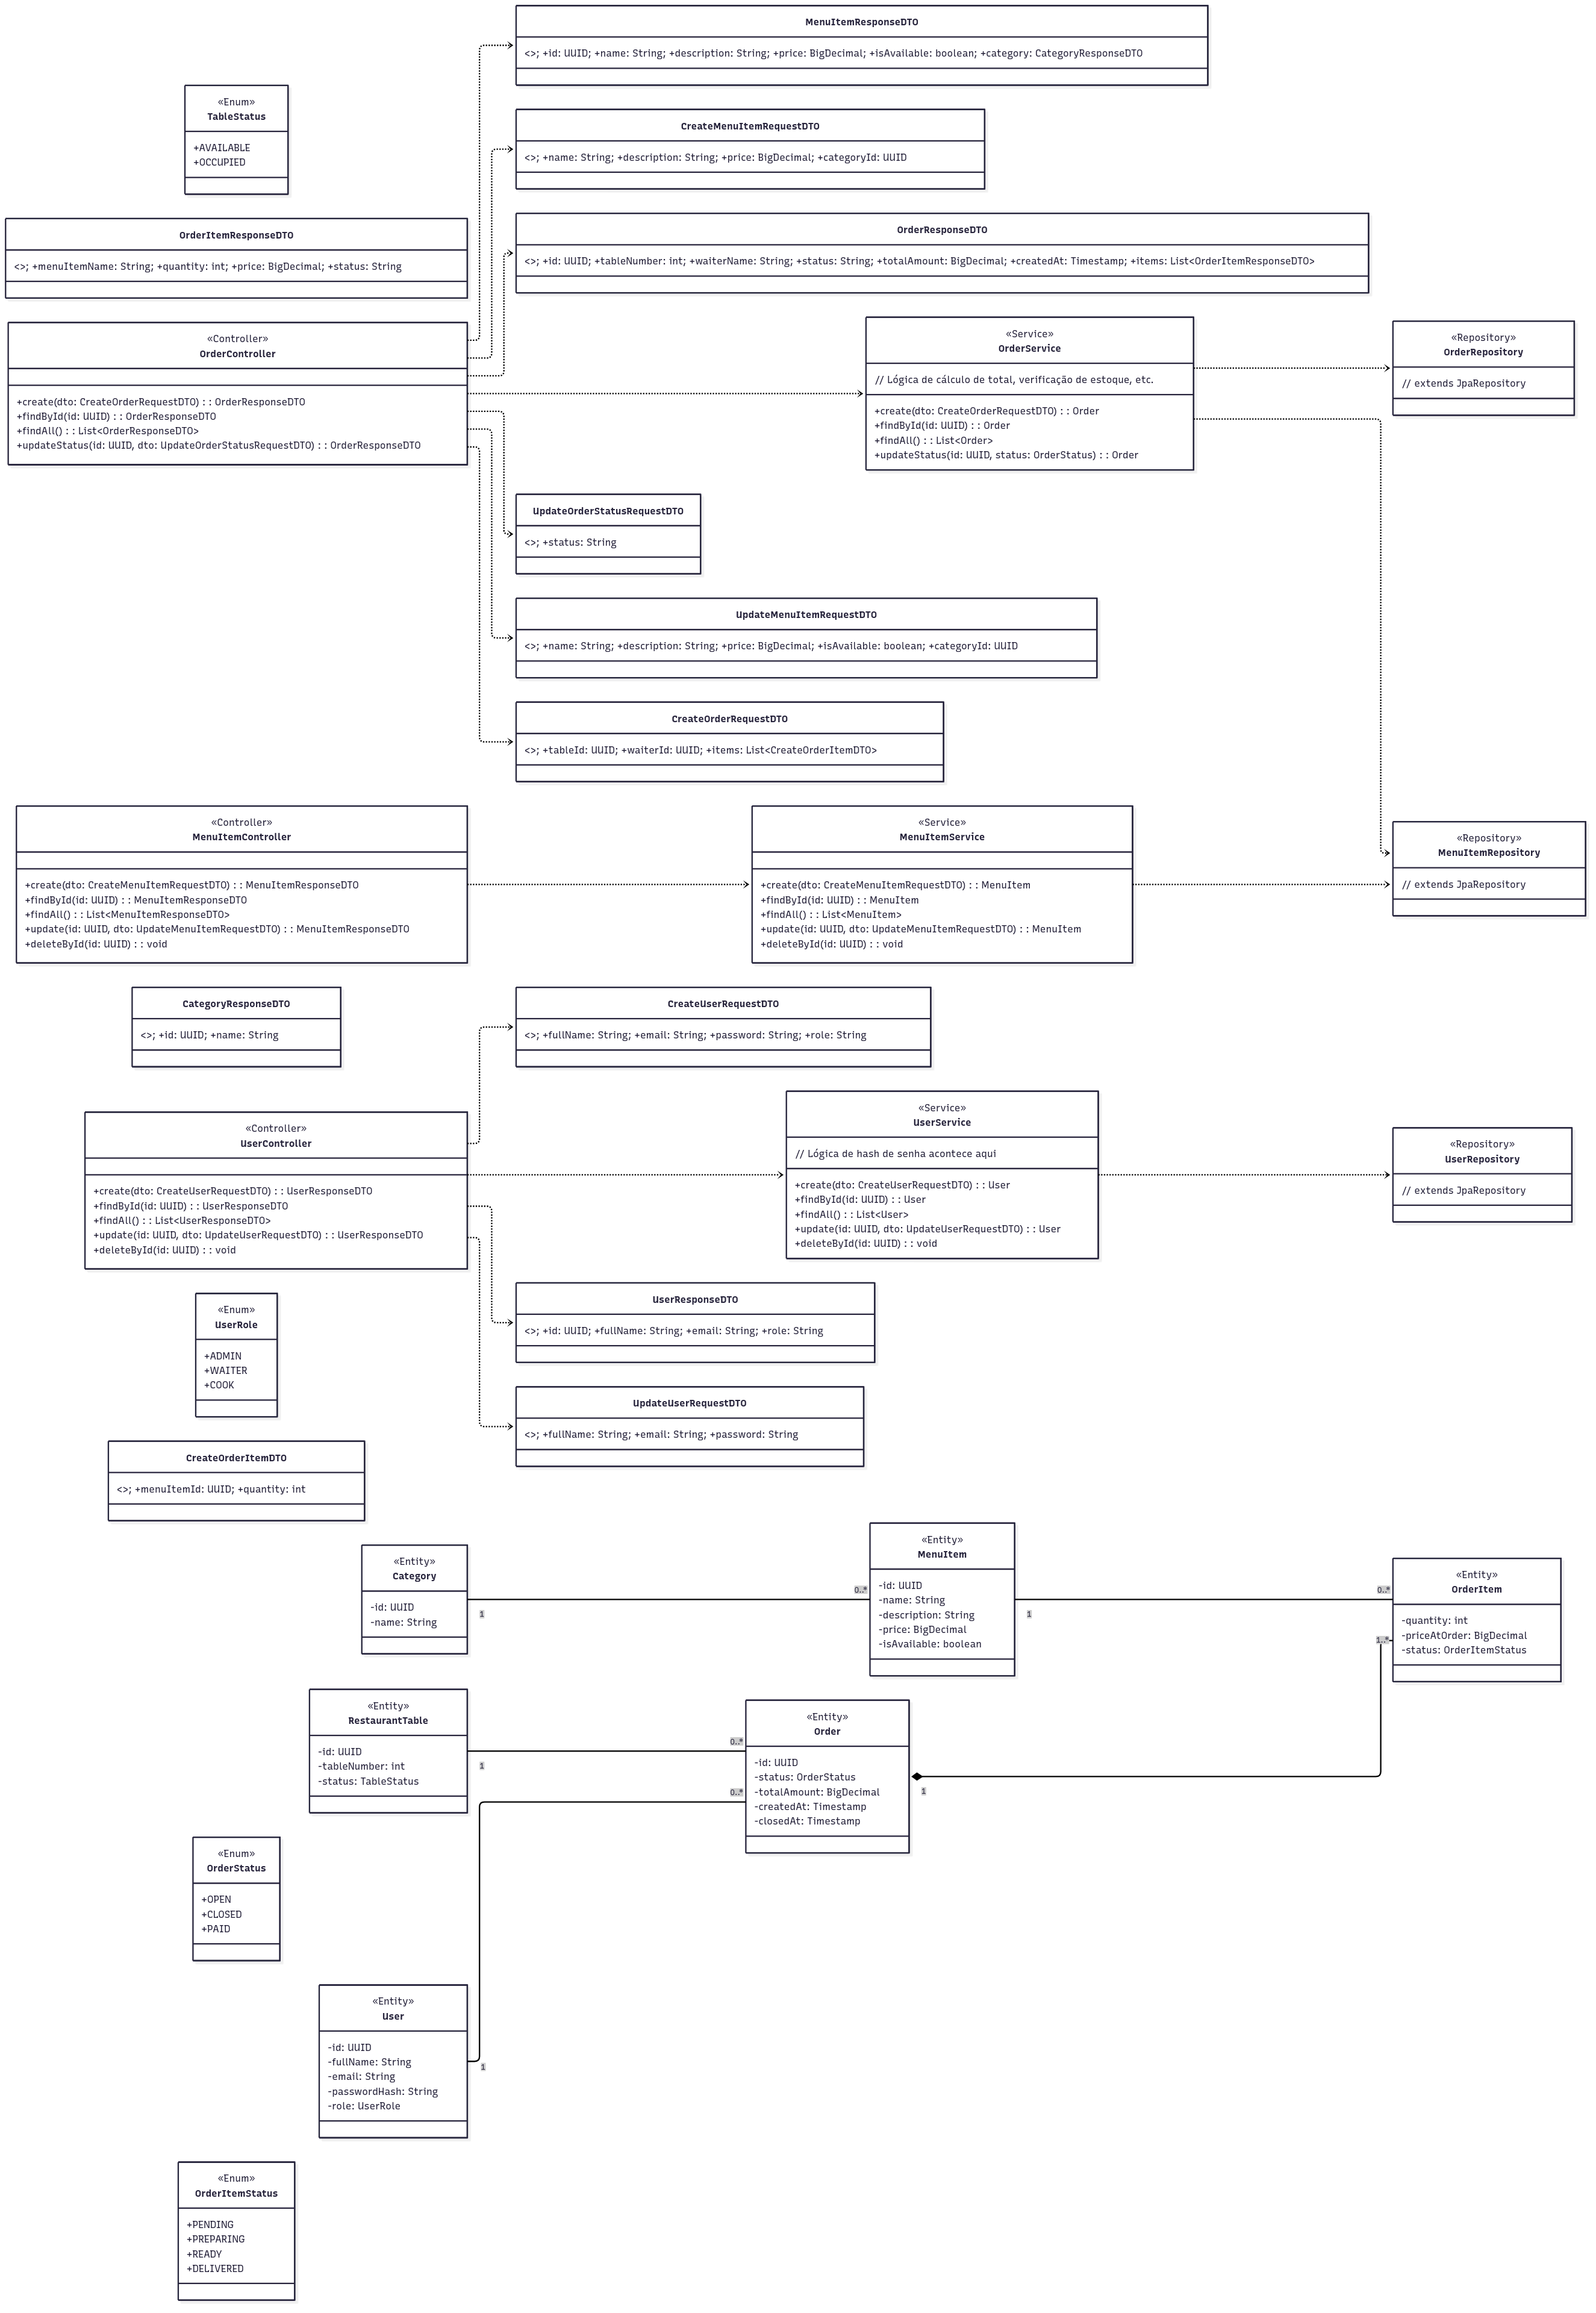 MenuItemResponseDTO
<>; +id: UUID; +name: String; +description: String; +price: BigDecimal; +isAvailable: boolean; +category: CategoryResponseDTO
«Enum»
TableStatus
+AVAILABLE
+OCCUPIED
CreateMenuItemRequestDTO
<>; +name: String; +description: String; +price: BigDecimal; +categoryId: UUID
OrderItemResponseDTO
<>; +menuItemName: String; +quantity: int; +price: BigDecimal; +status: String
OrderResponseDTO
<>; +id: UUID; +tableNumber: int; +waiterName: String; +status: String; +totalAmount: BigDecimal; +createdAt: Timestamp; +items: List<OrderItemResponseDTO>
«Controller»
OrderController
+create(dto: CreateOrderRequestDTO) : : OrderResponseDTO
+findById(id: UUID) : : OrderResponseDTO
+findAll() : : List<OrderResponseDTO>
+updateStatus(id: UUID, dto: UpdateOrderStatusRequestDTO) : : OrderResponseDTO
«Service»
OrderService
// Lógica de cálculo de total, verificação de estoque, etc.
+create(dto: CreateOrderRequestDTO) : : Order
+findById(id: UUID) : : Order
+findAll() : : List<Order>
+updateStatus(id: UUID, status: OrderStatus) : : Order
«Repository»
OrderRepository
// extends JpaRepository
UpdateOrderStatusRequestDTO
<>; +status: String
UpdateMenuItemRequestDTO
<>; +name: String; +description: String; +price: BigDecimal; +isAvailable: boolean; +categoryId: UUID
CreateOrderRequestDTO
<>; +tableId: UUID; +waiterId: UUID; +items: List<CreateOrderItemDTO>
«Controller»
MenuItemController
+create(dto: CreateMenuItemRequestDTO) : : MenuItemResponseDTO
+findById(id: UUID) : : MenuItemResponseDTO
+findAll() : : List<MenuItemResponseDTO>
+update(id: UUID, dto: UpdateMenuItemRequestDTO) : : MenuItemResponseDTO
+deleteById(id: UUID) : : void
«Service»
MenuItemService
+create(dto: CreateMenuItemRequestDTO) : : MenuItem
+findById(id: UUID) : : MenuItem
+findAll() : : List<MenuItem>
+update(id: UUID, dto: UpdateMenuItemRequestDTO) : : MenuItem
+deleteById(id: UUID) : : void
«Repository»
MenuItemRepository
// extends JpaRepository
CategoryResponseDTO
<>; +id: UUID; +name: String
CreateUserRequestDTO
<>; +fullName: String; +email: String; +password: String; +role: String
«Controller»
UserController
+create(dto: CreateUserRequestDTO) : : UserResponseDTO
+findById(id: UUID) : : UserResponseDTO
+findAll() : : List<UserResponseDTO>
+update(id: UUID, dto: UpdateUserRequestDTO) : : UserResponseDTO
+deleteById(id: UUID) : : void
«Service»
UserService
// Lógica de hash de senha acontece aqui
+create(dto: CreateUserRequestDTO) : : User
+findById(id: UUID) : : User
+findAll() : : List<User>
+update(id: UUID, dto: UpdateUserRequestDTO) : : User
+deleteById(id: UUID) : : void
«Repository»
UserRepository
// extends JpaRepository
UserResponseDTO
<>; +id: UUID; +fullName: String; +email: String; +role: String
«Enum»
UserRole
+ADMIN
+WAITER
+COOK
UpdateUserRequestDTO
<>; +fullName: String; +email: String; +password: String
CreateOrderItemDTO
<>; +menuItemId: UUID; +quantity: int
«Entity»
Category
-id: UUID
-name: String
1
0..*
«Entity»
MenuItem
-id: UUID
-name: String
-description: String
-price: BigDecimal
-isAvailable: boolean
1
0..*
«Entity»
OrderItem
-quantity: int
-priceAtOrder: BigDecimal
-status: OrderItemStatus
1..*
«Entity»
RestaurantTable
-id: UUID
-tableNumber: int
-status: TableStatus
1
0..*
0..*
«Entity»
Order
-id: UUID
-status: OrderStatus
-totalAmount: BigDecimal
-createdAt: Timestamp
-closedAt: Timestamp
1
«Enum»
OrderStatus
+OPEN
+CLOSED
+PAID
«Entity»
User
-id: UUID
-fullName: String
-email: String
-passwordHash: String
-role: UserRole
1
«Enum»
OrderItemStatus
+PENDING
+PREPARING
+READY
+DELIVERED